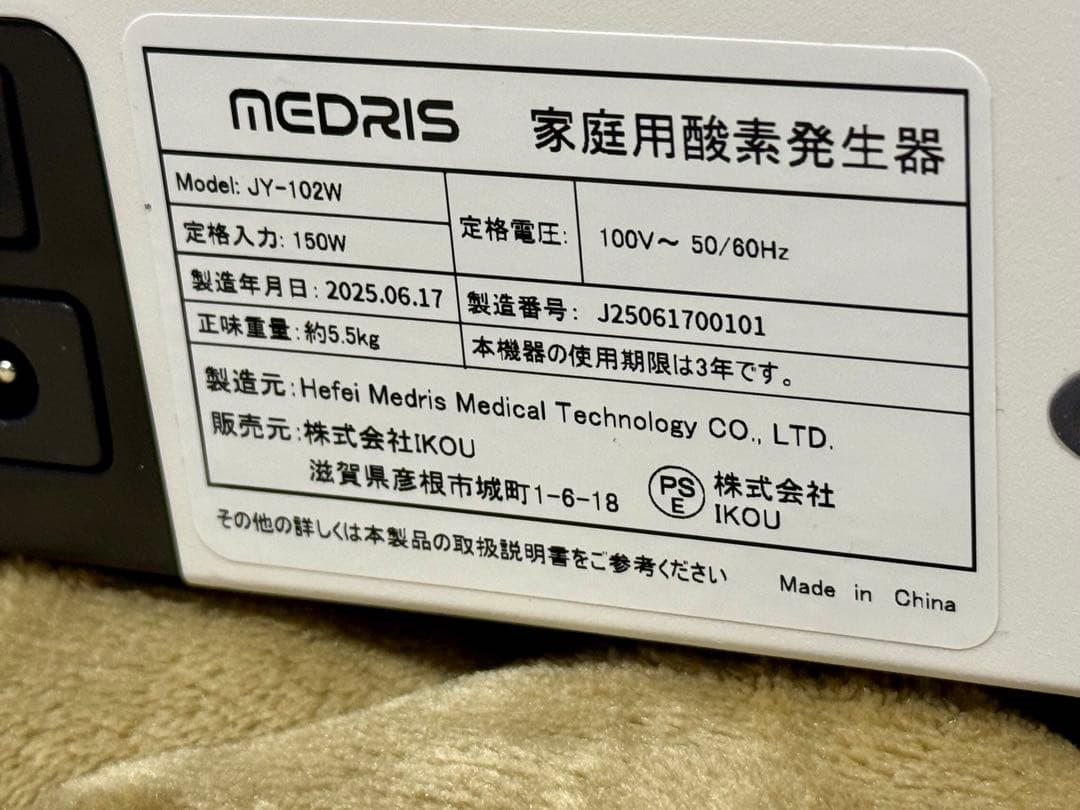 MEDRIS 家庭用酸素発生器
Model: JY-102W
定格入力: 150W
定格電圧: 100V～ 50/60Hz
製造年月日: 2025.06.17
製造番号: J25061700101
正味重量: 約5.5kg
本機器の使用期限は3年です。
製造元: Hefei Medris Medical Technology CO., LTD.
販売元: 株式会社IKOU
滋賀県彦根市城町1-6-18
PS
E
株式会社
IKOU
その他の詳しくは本製品の取扱説明書をご参考ください
Made in China